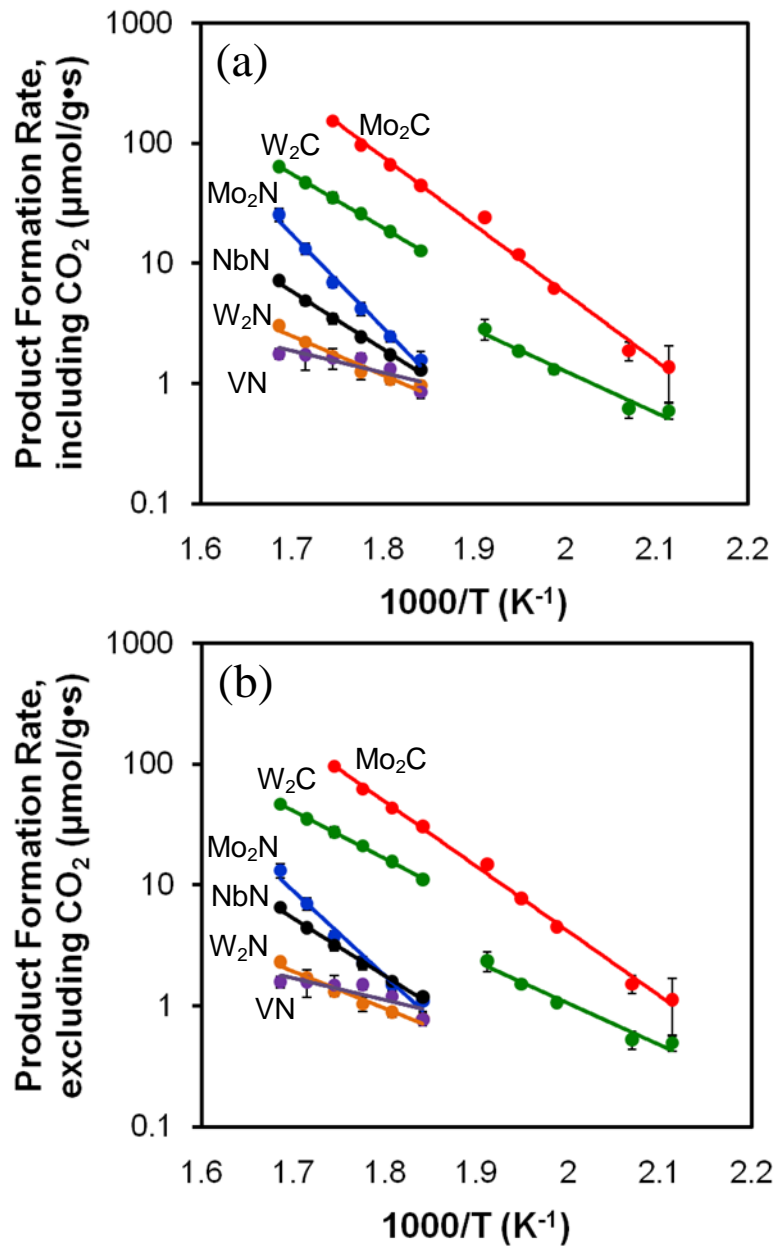 Product Formation Rate,
including CO₂ (µmol/g•s)
1000
100
10
1
0.1
(a)
Mo₂C
W₂C
Mo₂N
NbN
W₂N
VN
1.6 1.7 1.8 1.9 2 2.1 2.2
1000/T (K⁻¹)
Product Formation Rate,
excluding CO₂ (µmol/g•s)
1000
100
10
1
0.1
(b)
Mo₂C
W₂C
Mo₂N
NbN
W₂N
VN
1.6 1.7 1.8 1.9 2 2.1 2.2
1000/T (K⁻¹)